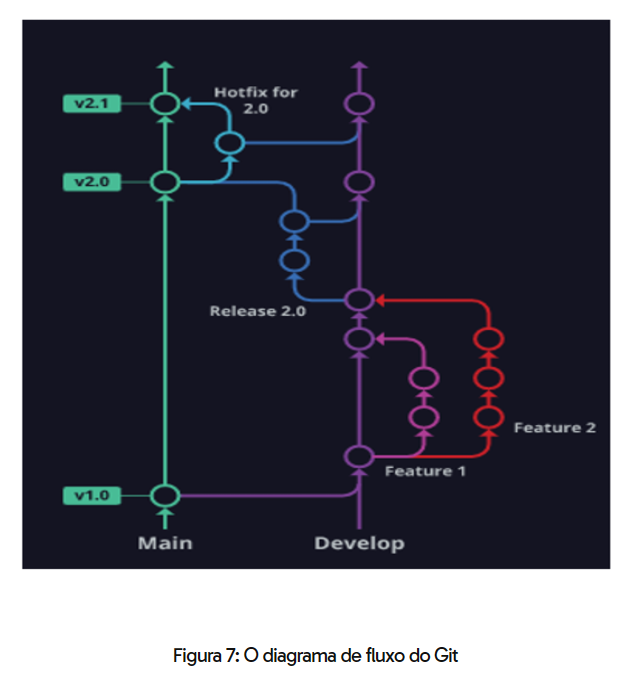 Hotfix for
2.0
v2.1
v2.0
Release 2.0
Feature 2
Feature 1
v1.0
Main
Develop
Figura 7: O diagrama de fluxo do Git